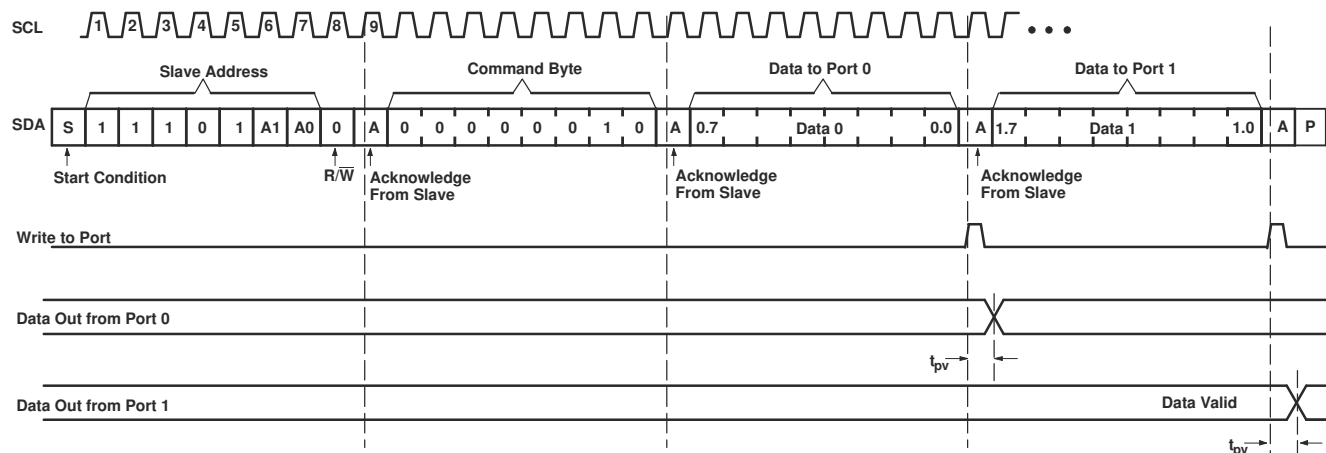 SCL 1 2 3 4 5 6 7 8 9 • • •
Slave Address Command Byte Data to Port 0 Data to Port 1
SDA S 1 1 1 0 1 A1 A0 0 A 0 0 0 0 0 0 1 0 A 0.7 Data 0 0.0 A 1.7 Data 1 1.0 A P
Start Condition R/W̅ Acknowledge From Slave Acknowledge From Slave Acknowledge From Slave
Write to Port
Data Out from Port 0
tpv
Data Out from Port 1 Data Valid
tpv